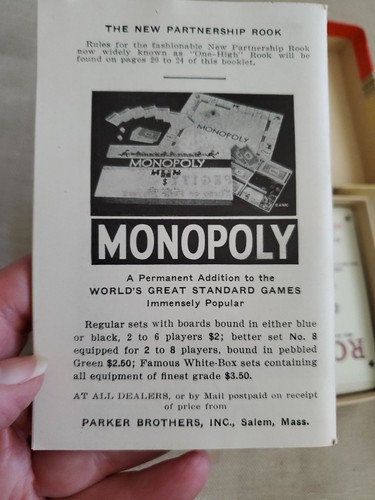 THE NEW PARTNERSHIP ROOK
Rules for the fashionable New Partnership Rook
now widely known as "One-High" Rook will be
found on pages 20 to 24 of this booklet.
MONOPOLY
MONOPOLY
MONOPOLY
A Permanent Addition to the
WORLD'S GREAT STANDARD GAMES
Immensely Popular
Regular sets with boards bound in either blue
or black, 2 to 6 players $2; better set No. 8
equipped for 2 to 8 players, bound in pebbled
Green $2.50; Famous White-Box sets containing
all equipment of finest grade $3.50.
AT ALL DEALERS, or by Mail postpaid on receipt
of price from
PARKER BROTHERS, INC., Salem, Mass.
RO